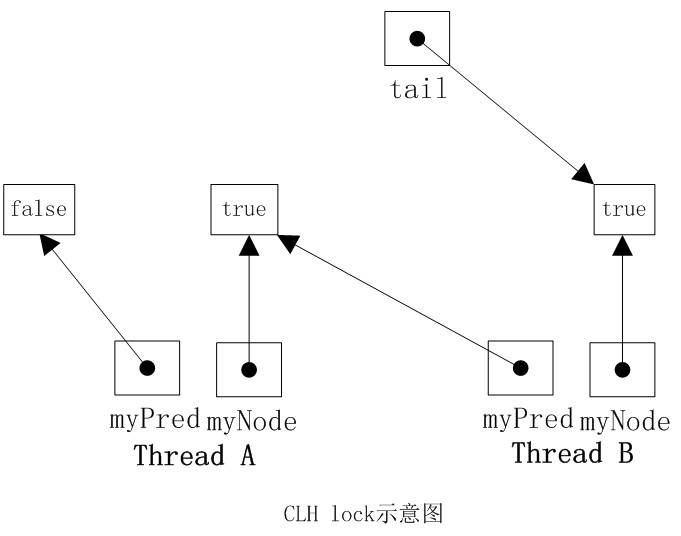 tail
false
true
true
myPred myNode
Thread A
myPred myNode
Thread B
CLH lock示意图